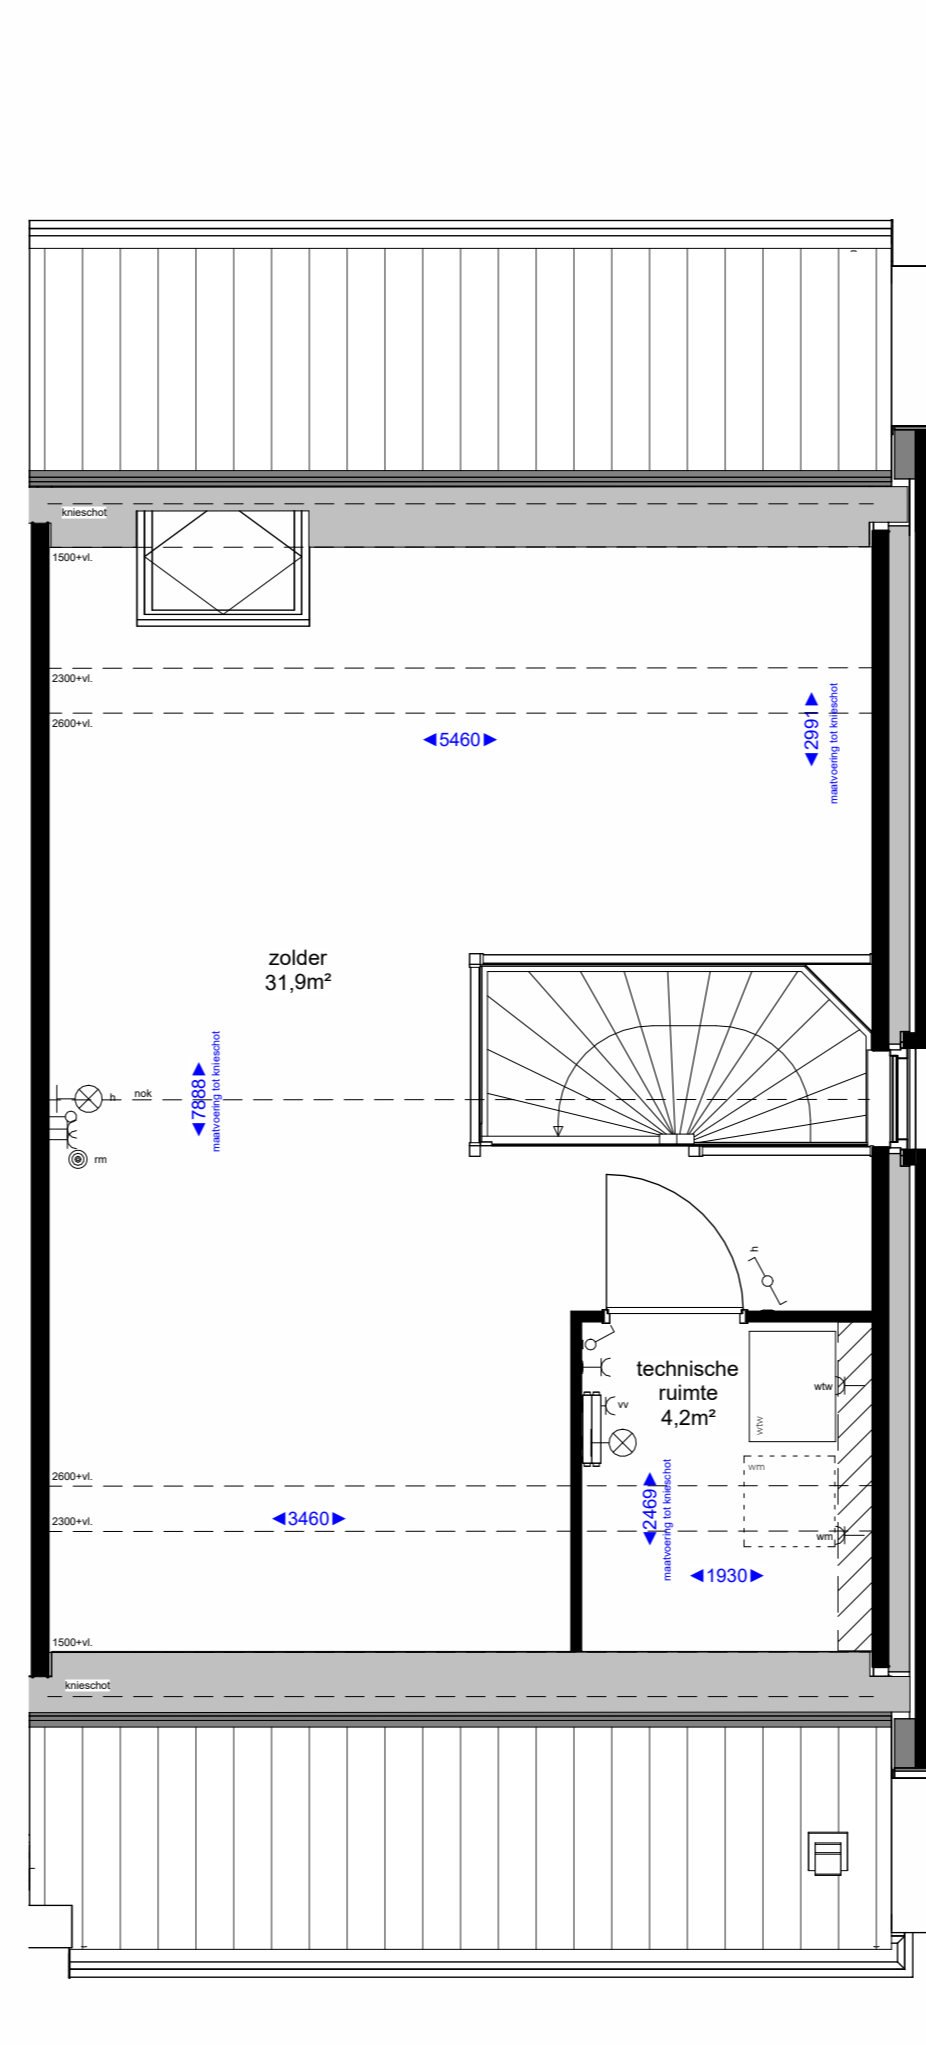 knieschot
1500+vl.
2300+vl.
2600+vl.
5460
2991
maatvoering tot knieschot
zolder
31,9m²
7888
maatvoering tot knieschot
nok
h
rm
h
technische
ruimte
4,2m²
wtw
wtw
vv
wm
wm
2469
maatvoering tot knieschot
1930
2600+vl.
3460
2300+vl.
1500+vl.
knieschot